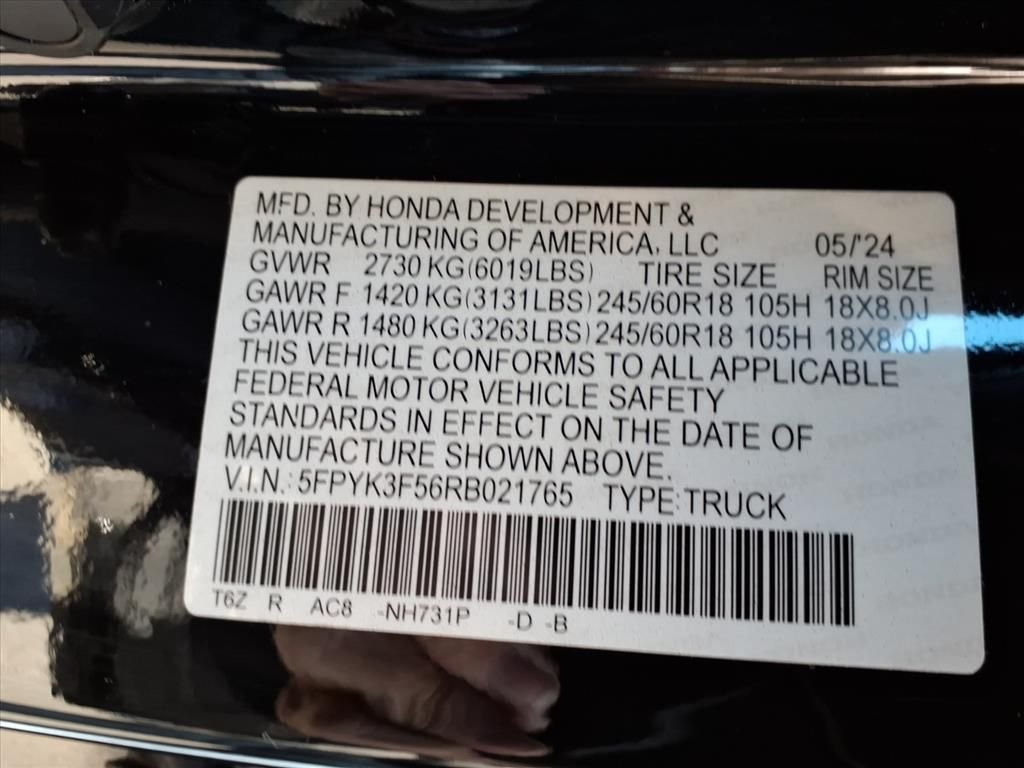 MFD. BY HONDA DEVELOPMENT &
MANUFACTURING OF AMERICA, LLC 05/'24
GVWR 2730 KG(6019LBS) TIRE SIZE RIM SIZE
GAWR F 1420 KG(3131LBS) 245/60R18 105H 18X8.0J
GAWR R 1480 KG(3263LBS) 245/60R18 105H 18X8.0J
THIS VEHICLE CONFORMS TO ALL APPLICABLE
FEDERAL MOTOR VEHICLE SAFETY
STANDARDS IN EFFECT ON THE DATE OF
MANUFACTURE SHOWN ABOVE.
V.I.N.: 5FPYK3F56RB021765 TYPE: TRUCK
T6Z R AC8 -NH731P -D -B